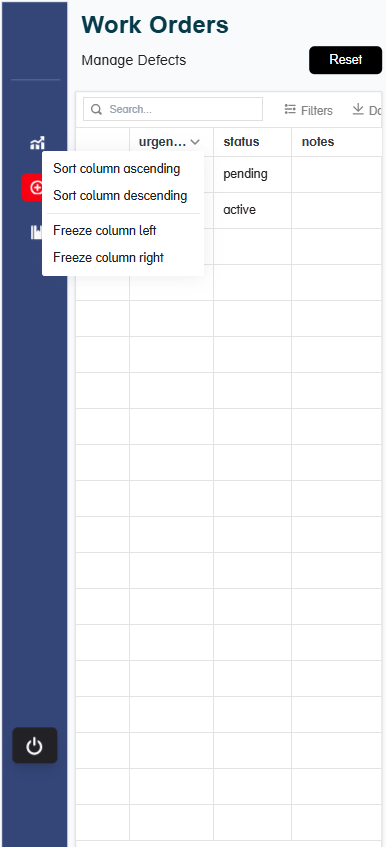 Work Orders
Manage Defects
Reset
Search...
Filters
Do
urgen...
status
notes
Sort column ascending
Sort column descending
Freeze column left
Freeze column right
pending
active